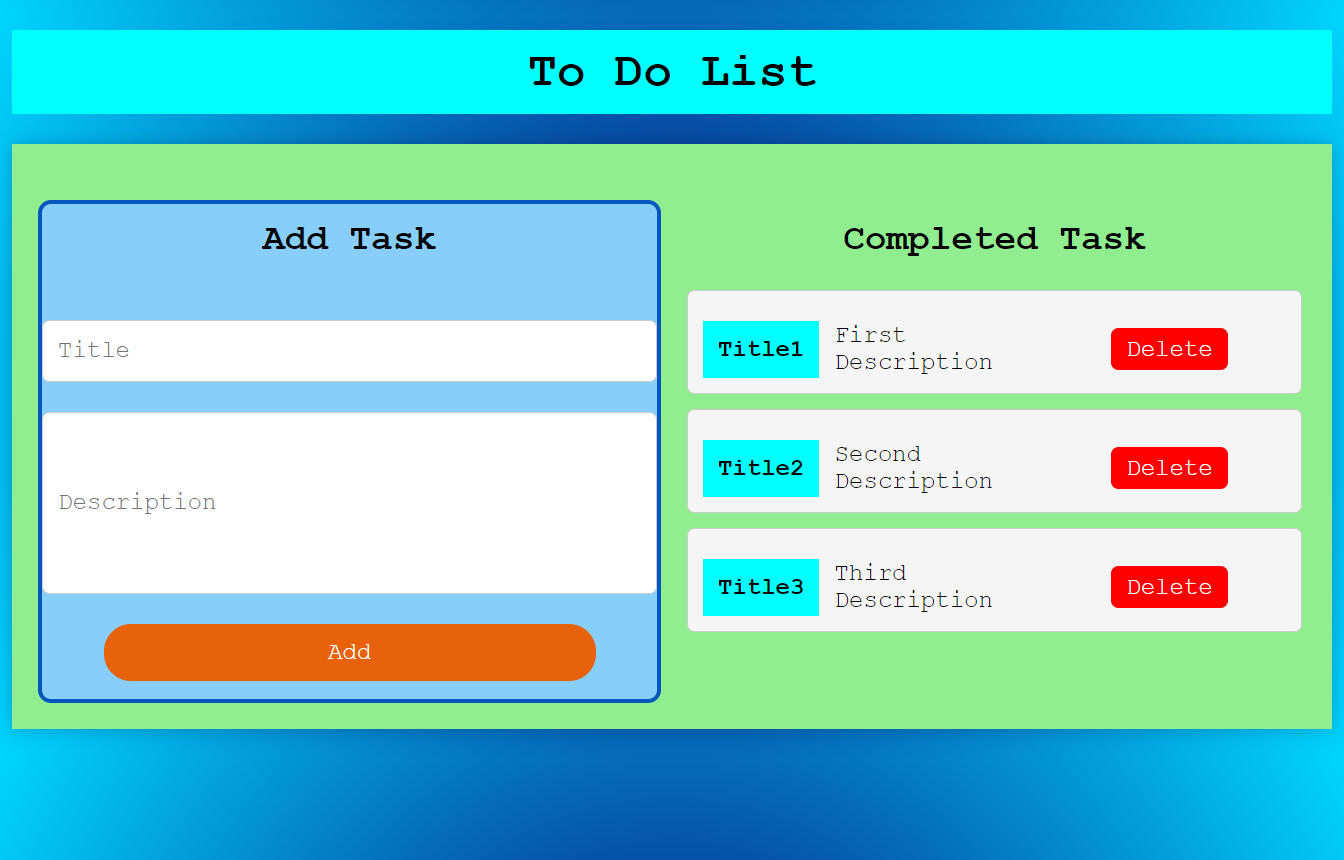 To Do List
Add Task
Title
Description
Add
Completed Task
Title1
First
Description
Delete
Title2
Second
Description
Delete
Title3
Third
Description
Delete